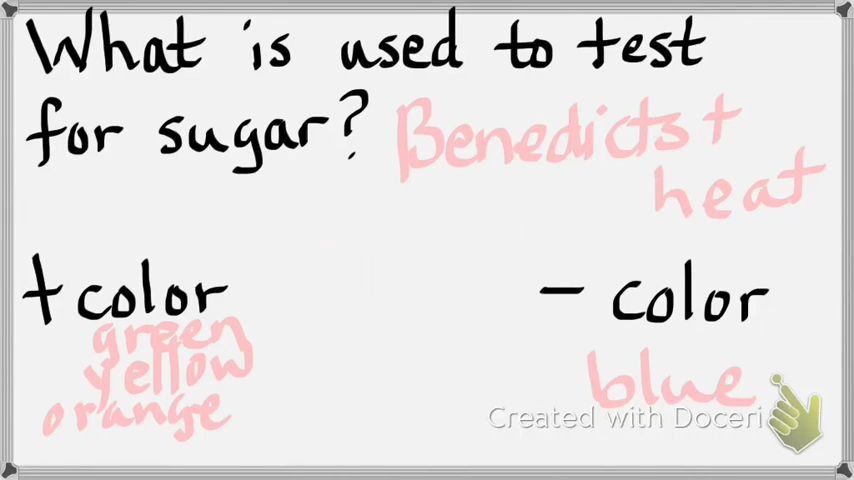 What is used to test
for sugar? Benedicts +
heat
+ color
- color
green
yellow
orange
blue
Created with Doceri